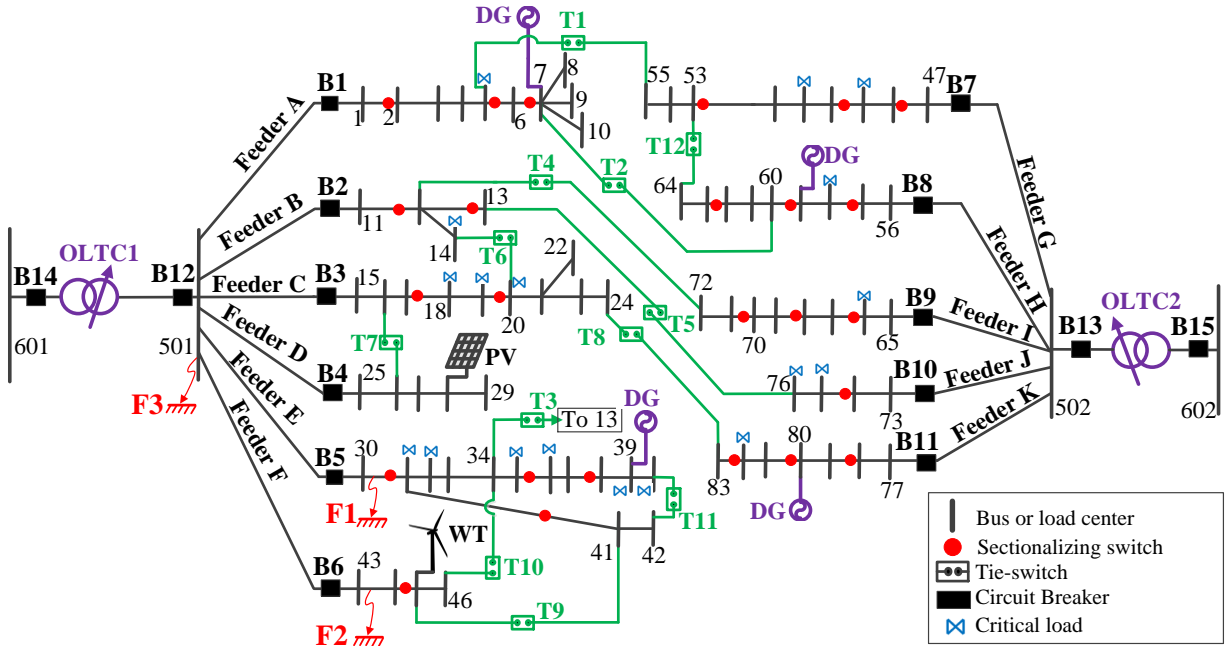 DG
T1
7
8
9
10
6
B1
1
2
Feeder A
55
53
47
B7
T12
T2
T4
DG
64
60
56
B8
Feeder G
B2
11
13
14
T6
22
Feeder B
Feeder H
OLTC1
B14
B12
Feeder C
B3
15
18
20
24
T7
T8
T5
72
70
65
B9
Feeder I
OLTC2
B13
B15
601
501
Feeder D
B4
25
PV
29
76
73
B10
Feeder J
502
602
F3
Feeder E
Feeder F
T3
To 13
DG
B5
30
34
39
F1
T11
83
80
77
B11
Feeder K
DG
WT
41
42
B6
43
46
T10
T9
F2
Bus or load center
Sectionalizing switch
Tie-switch
Circuit Breaker
Critical load